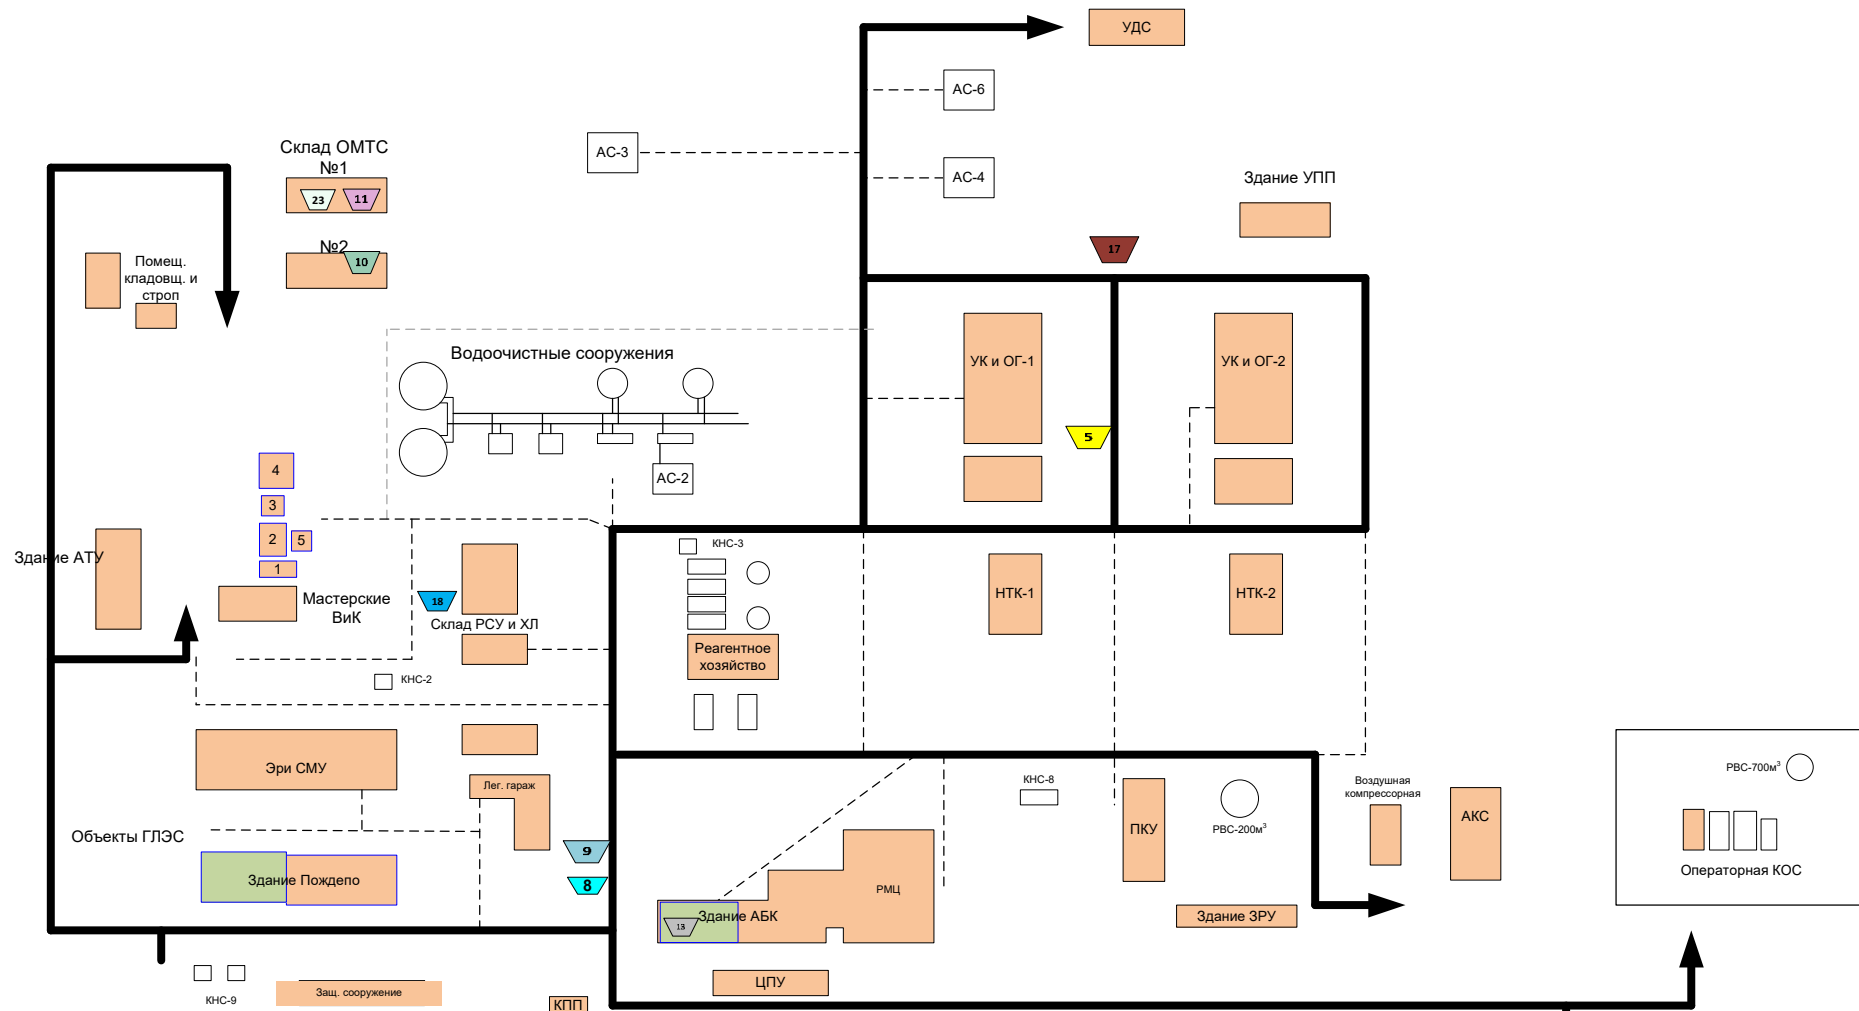 УДС
АС-6
АС-3
АС-4
Склад ОМТС
№1
23
11
Здание УПП
№2
10
17
Помещ.
кладовщ. и
строп
Водоочистные сооружения
УК и ОГ-1
УК и ОГ-2
5
4
АС-2
3
2
5
1
Здание АТУ
КНС-3
НТК-1
НТК-2
Мастерские
ВиК
18
Склад РСУ и ХЛ
Реагентное
хозяйство
КНС-2
Эри СМУ
Лег. гараж
КНС-8
Воздушная
компрессорная
РВС-700м³
ПКУ
РВС-200м³
АКС
Объекты ГЛЭС
9
8
Здание Пождепо
РМЦ
Операторная КОС
Здание АБК
13
Здание ЗРУ
ЦПУ
КНС-9
Защ. сооружение
КПП